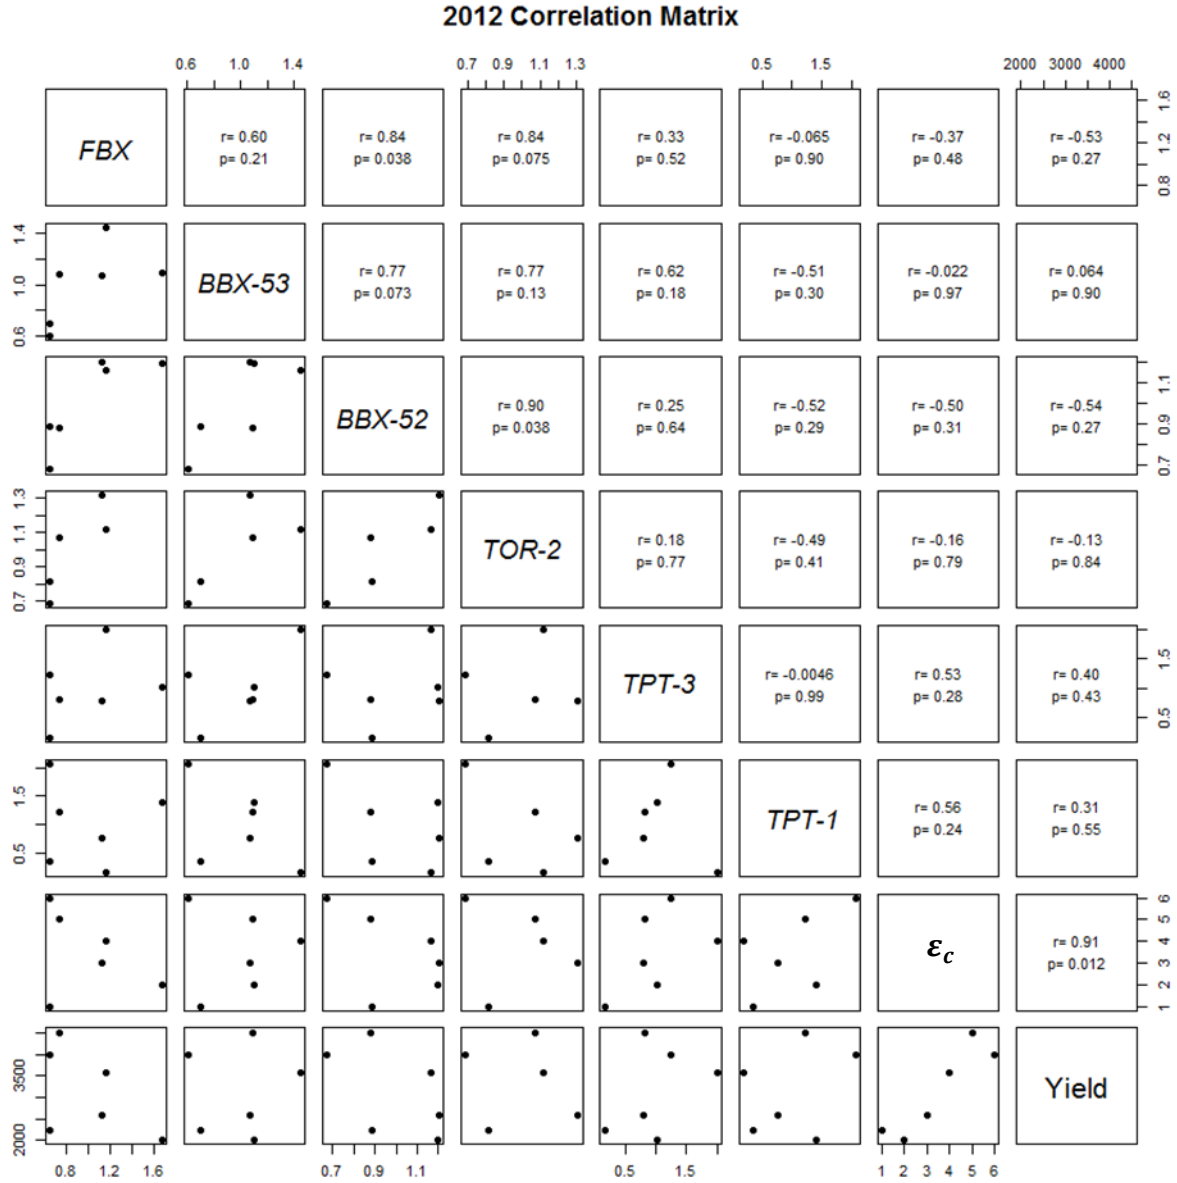 2012 Correlation Matrix
0.6 1.0 1.4 0.7 0.9 1.1 1.3 0.5 1.5 2000 3000 4000
FBX
r= 0.60
p= 0.21
r= 0.84
p= 0.038
r= 0.84
p= 0.075
r= 0.33
p= 0.52
r= -0.065
p= 0.90
r= -0.37
p= 0.48
r= -0.53
p= 0.27
0.8 1.2 1.6
0.6 1.0 1.4
BBX-53
r= 0.77
p= 0.073
r= 0.77
p= 0.13
r= 0.62
p= 0.18
r= -0.51
p= 0.30
r= -0.022
p= 0.97
r= 0.064
p= 0.90
BBX-52
r= 0.90
p= 0.038
r= 0.25
p= 0.64
r= -0.52
p= 0.29
r= -0.50
p= 0.31
r= -0.54
p= 0.27
0.7 0.9 1.1
0.7 0.9 1.1 1.3
TOR-2
r= 0.18
p= 0.77
r= -0.49
p= 0.41
r= -0.16
p= 0.79
r= -0.13
p= 0.84
TPT-3
r= -0.0046
p= 0.99
r= 0.53
p= 0.28
r= 0.40
p= 0.43
0.5 1.5
0.5 1.5
TPT-1
r= 0.56
p= 0.24
r= 0.31
p= 0.55
ε_c
r= 0.91
p= 0.012
1 2 3 4 5 6
2000 3500
Yield
0.8 1.2 1.6 0.7 0.9 1.1 0.5 1.5 1 2 3 4 5 6